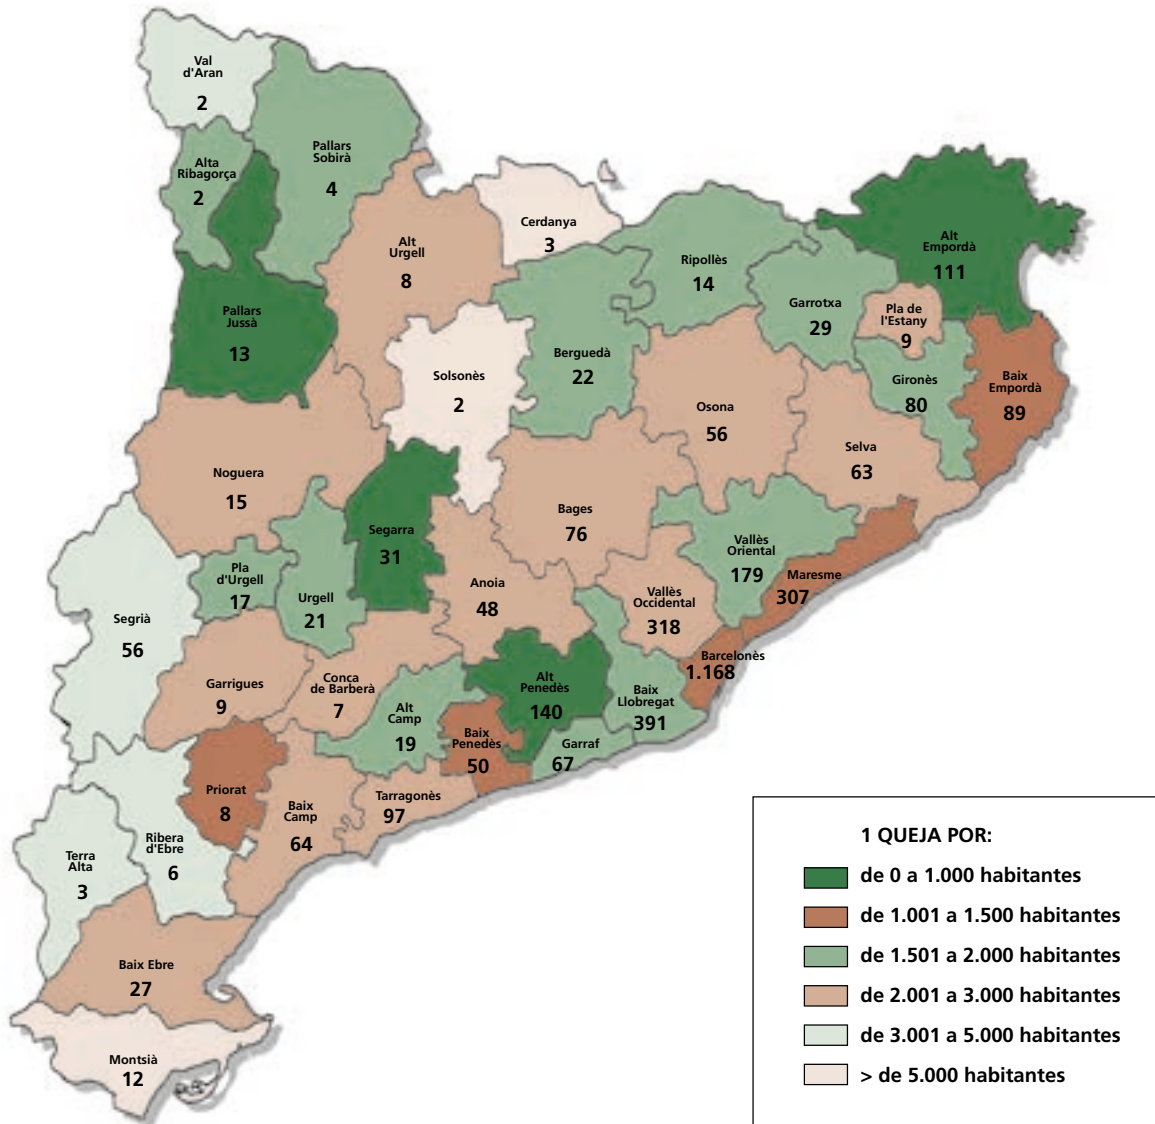 Val
d'Aran
2
Alta
Ribagorça
2
Pallars
Sobirà
4
Alt
Urgell
8
Cerdanya
3
Pallars
Jussà
13
Ripollès
14
Alt
Empordà
111
Garrotxa
29
Pla de
l'Estany
9
Berguedà
22
Solsonès
2
Gironès
80
Baix
Empordà
89
Osona
56
Selva
63
Noguera
15
Bages
76
Segarra
31
Vallès
Oriental
179
Maresme
307
Pla
d'Urgell
17
Urgell
21
Anoia
48
Vallès
Occidental
318
Segrià
56
Barcelonès
1.168
Garrigues
9
Conca
de Barberà
7
Alt
Penedès
140
Baix
Llobregat
391
Alt
Camp
19
Baix
Penedès
50
Garraf
67
Priorat
8
Baix
Camp
64
Tarragonès
97
Ribera
d'Ebre
6
Terra
Alta
3
Baix Ebre
27
Montsià
12
1 QUEJA POR:
de 0 a 1.000 habitantes
de 1.001 a 1.500 habitantes
de 1.501 a 2.000 habitantes
de 2.001 a 3.000 habitantes
de 3.001 a 5.000 habitantes
> de 5.000 habitantes